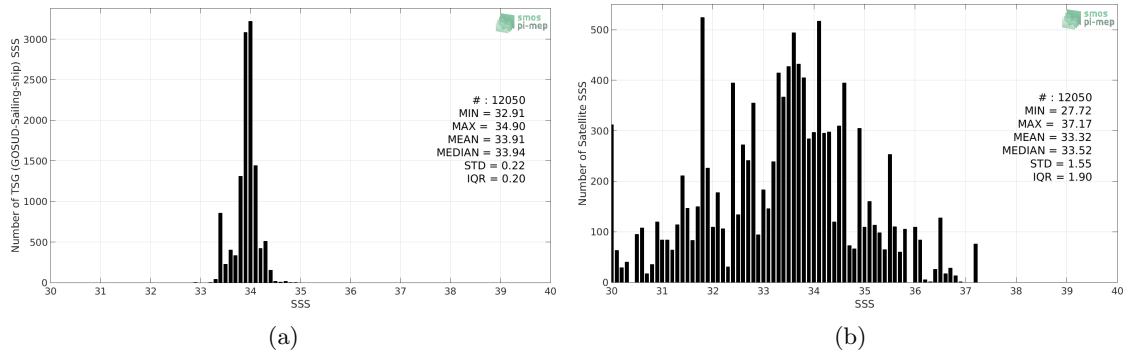 smos
pi-mep
Number of TSG (GOSUD-Sailing-ship) SSS
3000
2500
2000
1500
1000
500
0
# : 12050
MIN = 32.91
MAX =  34.90
MEAN = 33.91
MEDIAN = 33.94
STD = 0.22
IQR = 0.20
30 31 32 33 34 35 36 37 38 39 40
SSS
(a)
smos
pi-mep
Number of Satellite SSS
500
400
300
200
100
0
# : 12050
MIN = 27.72
MAX =  37.17
MEAN = 33.32
MEDIAN = 33.52
STD = 1.55
IQR = 1.90
30 31 32 33 34 35 36 37 38 39 40
SSS
(b)